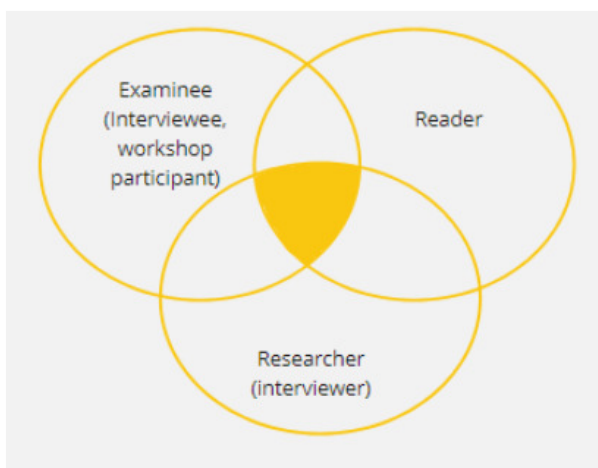 Examinee
(Interviewee,
workshop
participant)
Reader
Researcher
(interviewer)